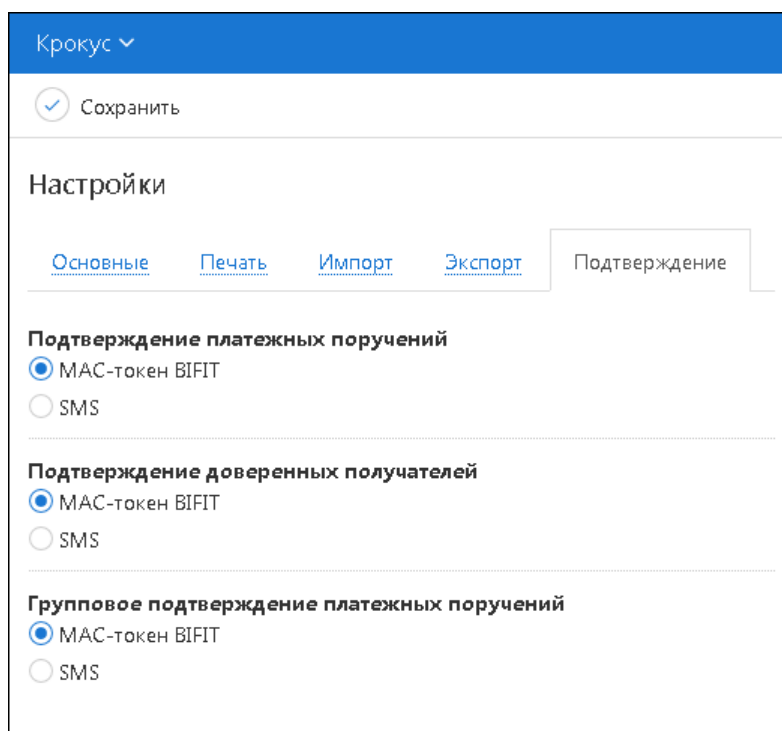 Крокус
Сохранить
Настройки
Основные Печать Импорт Экспорт Подтверждение
Подтверждение платежных поручений
МАС-токен BIFIT
SMS
Подтверждение доверенных получателей
МАС-токен BIFIT
SMS
Групповое подтверждение платежных поручений
МАС-токен BIFIT
SMS